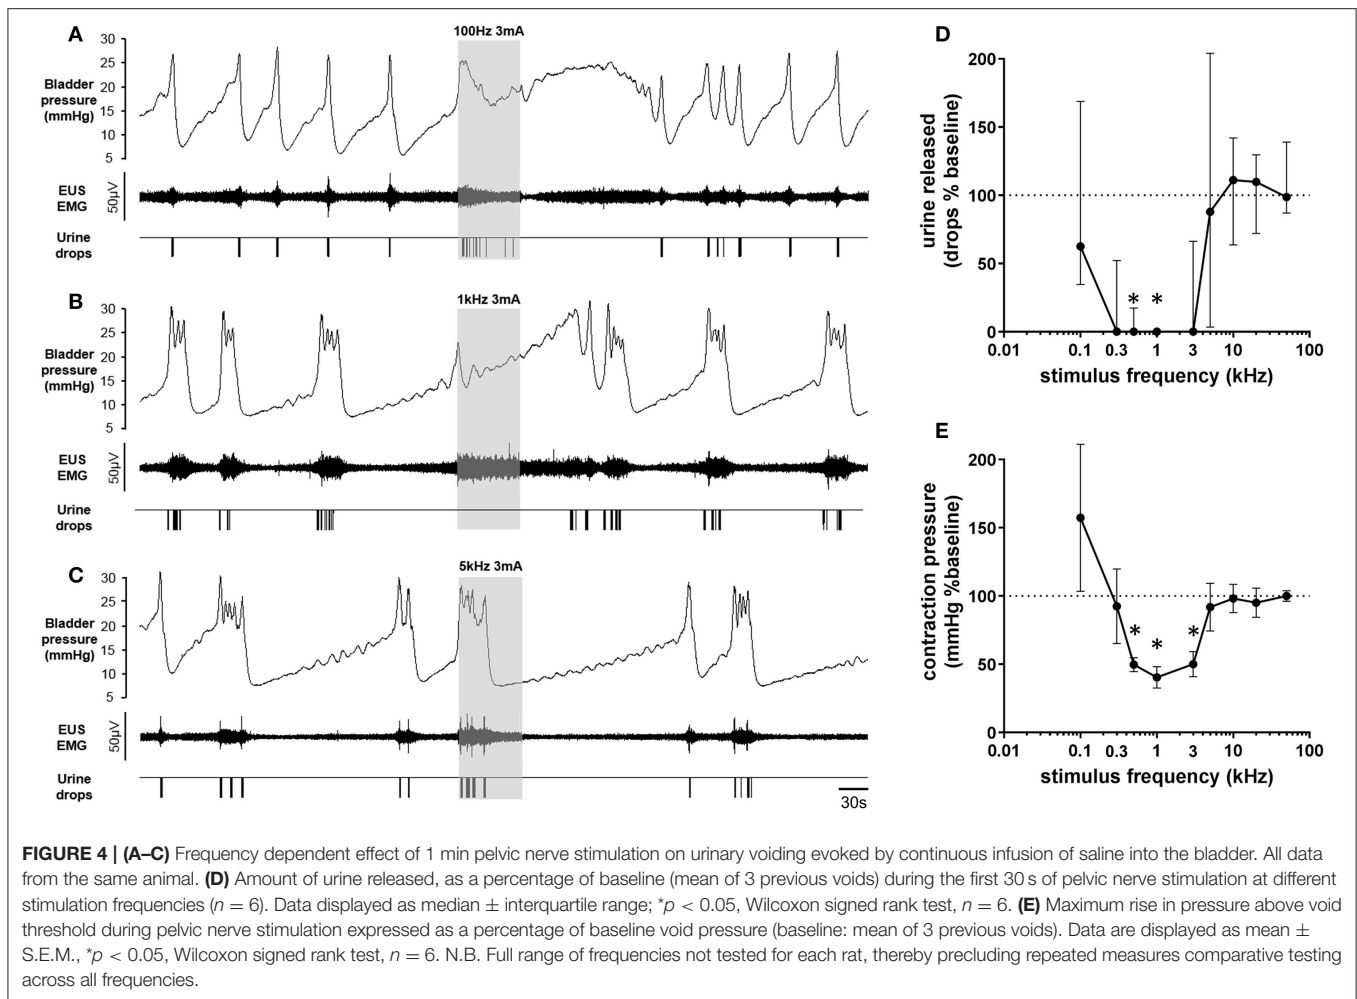 A
100Hz 3mA
30
25
20
15
10
5
Bladder
pressure
(mmHg)
EUS
EMG
50µV
Urine
drops
B
1kHz 3mA
30
25
20
15
10
5
Bladder
pressure
(mmHg)
EUS
EMG
50µV
Urine
drops
C
5kHz 3mA
30
25
20
15
10
5
Bladder
pressure
(mmHg)
EUS
EMG
50µV
Urine
drops
30s
D
urine released
(drops % baseline)
200
150
100
50
0
* *
0.01 0.1 0.3 1 3 10 100
stimulus frequency (kHz)
E
contraction pressure
(mmHg %baseline)
200
150
100
50
0
* * *
0.01 0.1 0.3 1 3 10 100
stimulus frequency (kHz)
FIGURE 4 | (A–C) Frequency dependent effect of 1 min pelvic nerve stimulation on urinary voiding evoked by continuous infusion of saline into the bladder. All data
from the same animal. (D) Amount of urine released, as a percentage of baseline (mean of 3 previous voids) during the first 30 s of pelvic nerve stimulation at different
stimulation frequencies (n = 6). Data displayed as median ± interquartile range; *p < 0.05, Wilcoxon signed rank test, n = 6. (E) Maximum rise in pressure above void
threshold during pelvic nerve stimulation expressed as a percentage of baseline void pressure (baseline: mean of 3 previous voids). Data are displayed as mean ±
S.E.M., *p < 0.05, Wilcoxon signed rank test, n = 6. N.B. Full range of frequencies not tested for each rat, thereby precluding repeated measures comparative testing
across all frequencies.